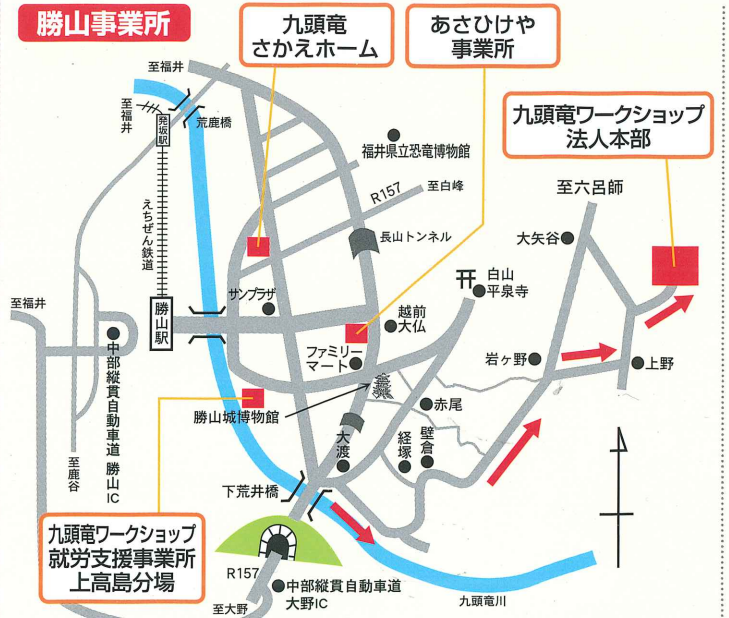 勝山事業所
九頭竜
さかえホーム
あさひけや
事業所
九頭竜ワークショップ
法人本部
至福井
至福井
発坂駅
荒鹿橋
福井県立恐竜博物館
R157
至白峰
至六呂師
大矢谷
えちぜん鉄道
長山トンネル
白山
平泉寺
サンプラザ
至福井
勝山駅
越前
大仏
ファミリー
マート
岩ヶ野
上野
中部縦貫自動車道 勝山IC
勝山城博物館
赤尾
大渡
経塚
壁倉
至鹿谷
下荒井橋
九頭竜ワークショップ
就労支援事業所
上高島分場
R157
中部縦貫自動車道
大野IC
至大野
九頭竜川